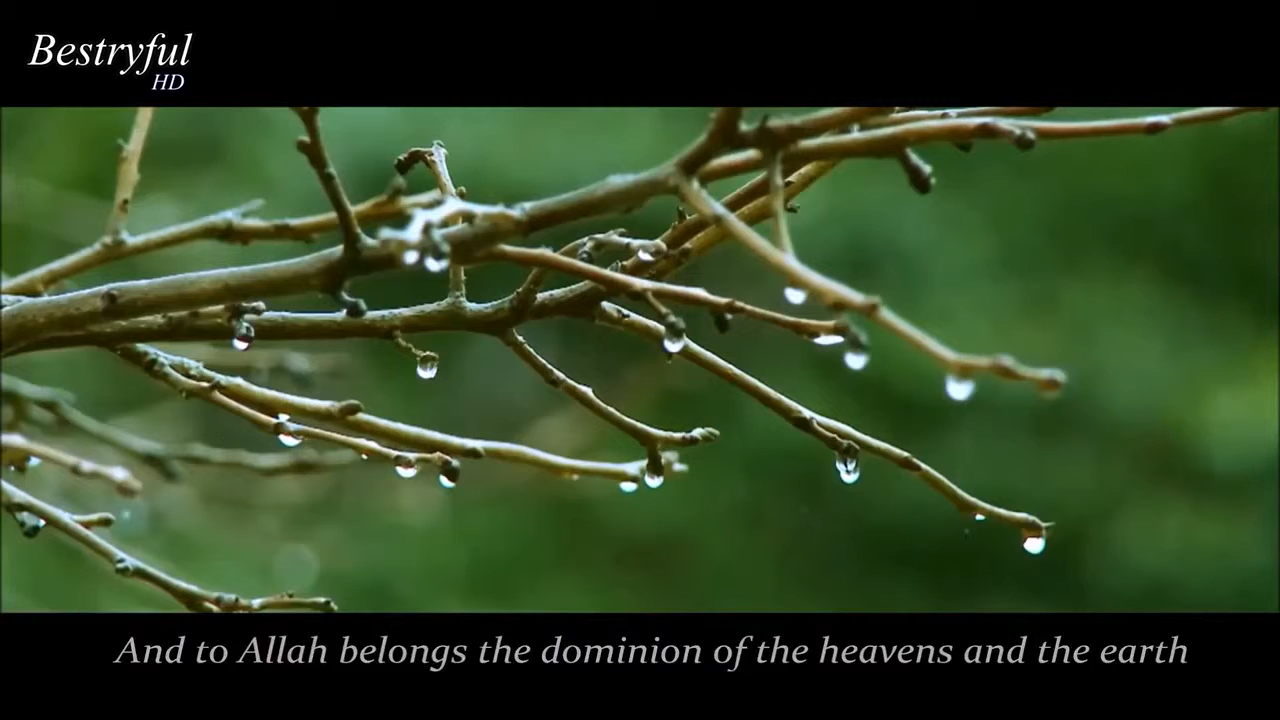 Bestryful
HD
And to Allah belongs the dominion of the heavens and the earth